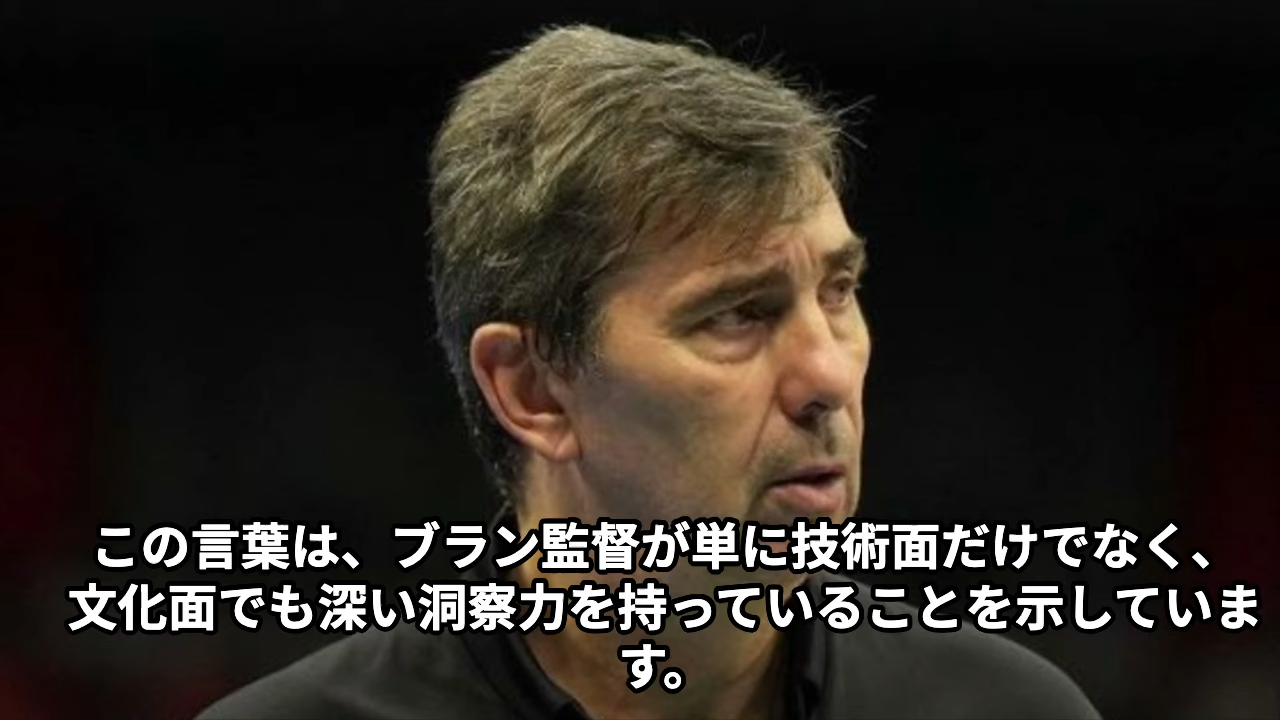 この言葉は、ブラン監督が単に技術面だけでなく、
文化面でも深い洞察力を持っていることを示していま
す。